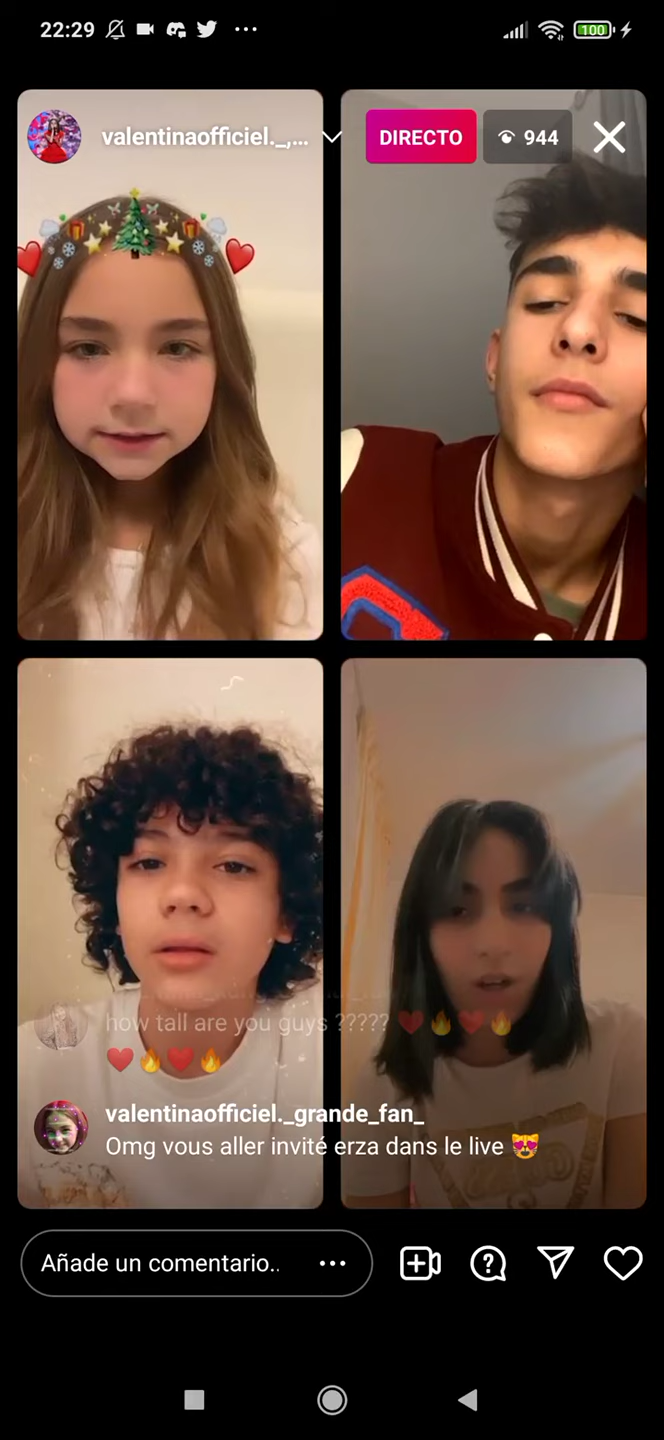 22:29
100
valentinaofficiel._,...
DIRECTO
944
how tall are you guys ????? ❤️🔥❤️🔥
❤️🔥❤️🔥
valentinaofficiel._grande_fan_
Omg vous aller invité erza dans le live 😻
Añade un comentario..